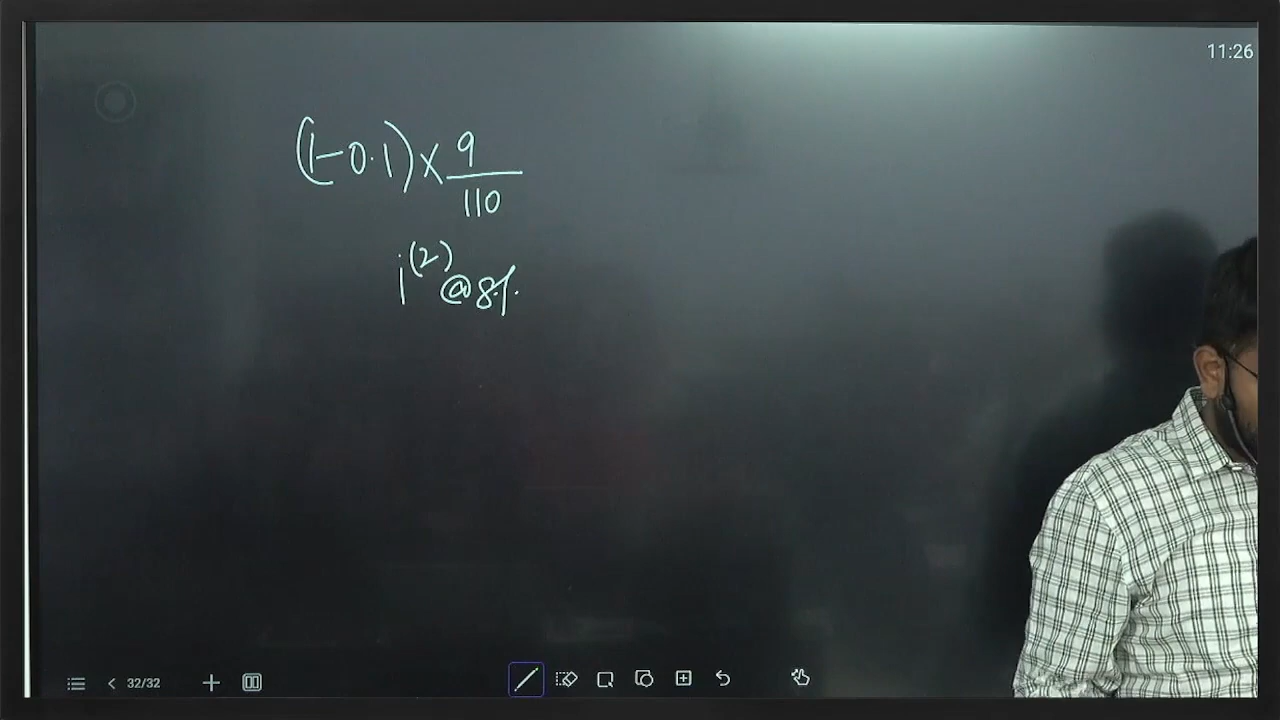 11:26
(1-0.1) × 9/110
i^(2) @ 8%.
32/32